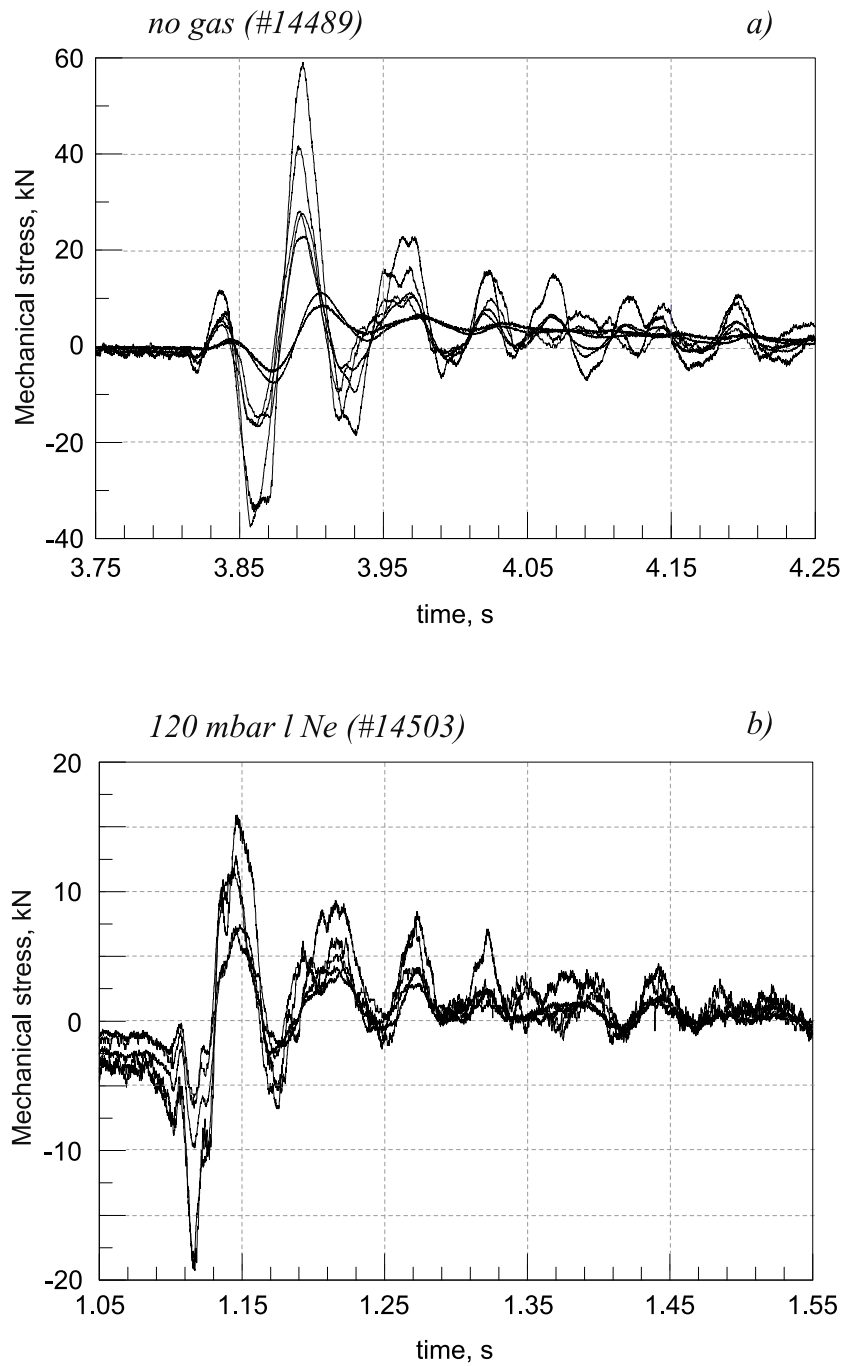 no gas (#14489) a)
60
40
20
0
-20
-40
Mechanical stress, kN
3.75 3.85 3.95 4.05 4.15 4.25
time, s
120 mbar l Ne (#14503) b)
20
10
0
-10
-20
Mechanical stress, kN
1.05 1.15 1.25 1.35 1.45 1.55
time, s